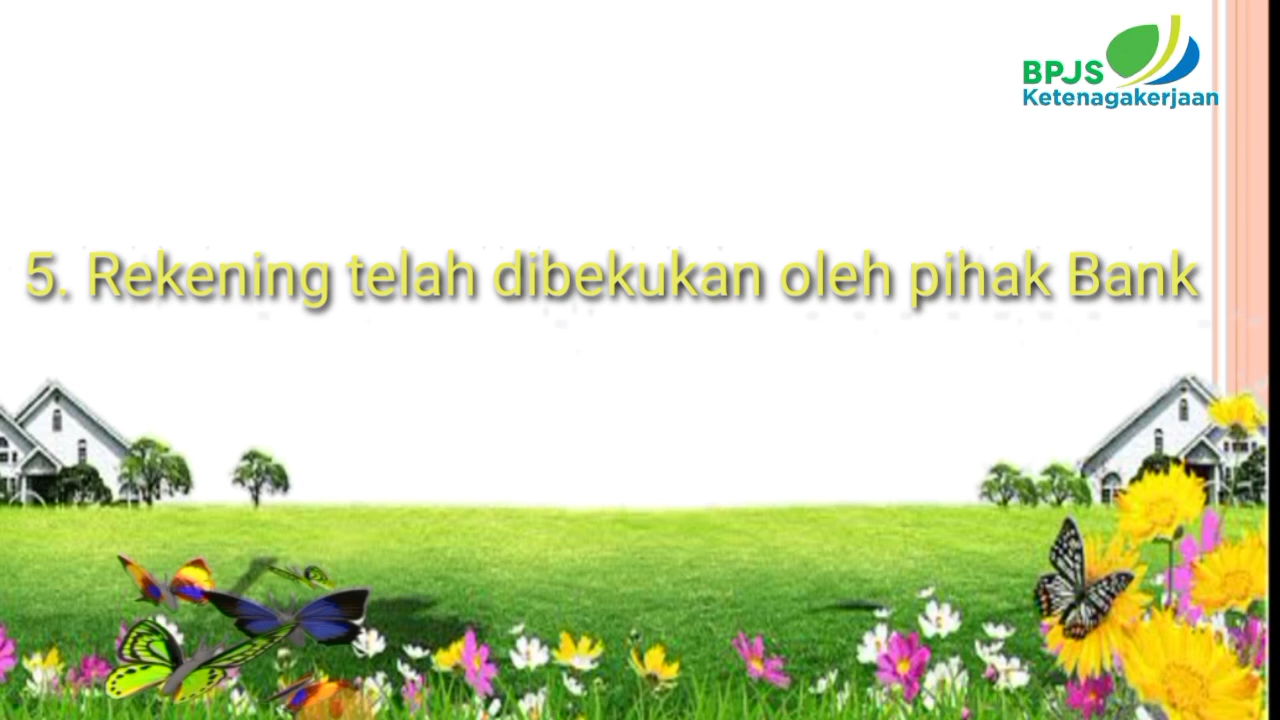 BPJS
Ketenagakerjaan
5. Rekening telah dibekukan oleh pihak Bank